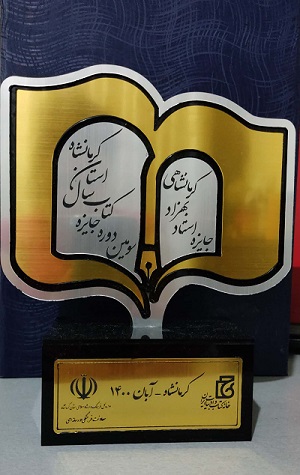 جایزه
استاد
بهزاد
کرمانشاهی
سومین دوره جایزه
کتاب سال
استان
کرمانشاه
کرمانشاه - آبان ۱۴۰۰